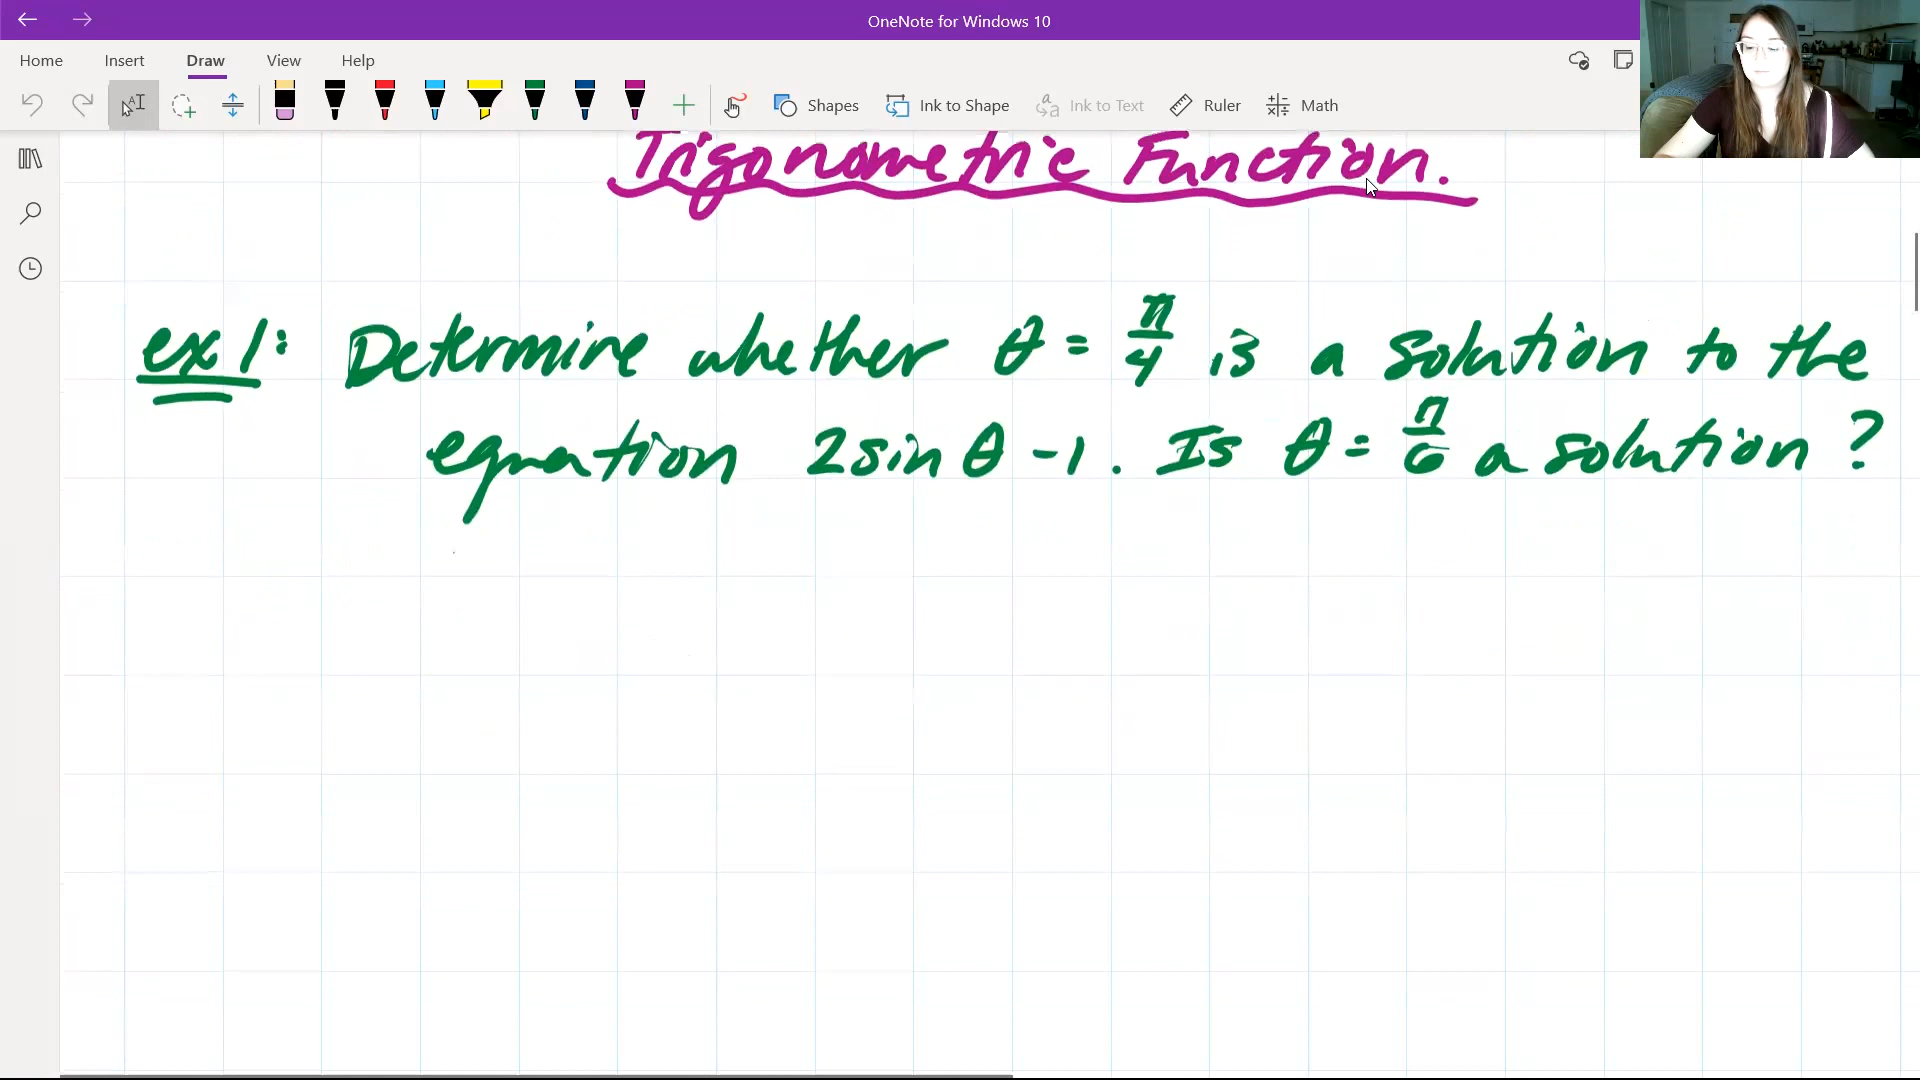 OneNote for Windows 10
Home Insert Draw View Help
Shapes Ink to Shape Ink to Text Ruler Math
Trigonometric Function.
ex 1: Determine whether θ = π/4 is a solution to the
equation 2sin θ -1. Is θ = π/6 a solution?